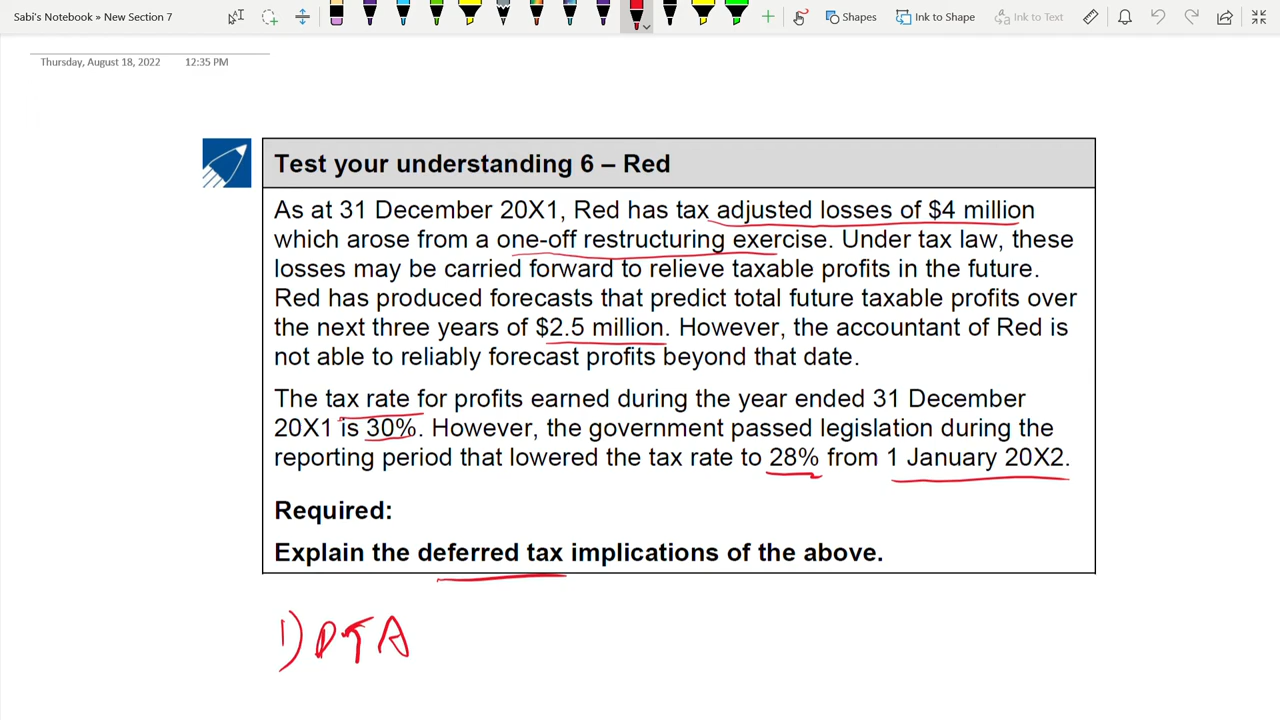 Sabi's Notebook » New Section 7
Shapes
Ink to Shape
Ink to Text
Thursday, August 18, 2022 12:35 PM
Test your understanding 6 – Red
As at 31 December 20X1, Red has tax adjusted losses of $4 million
which arose from a one-off restructuring exercise. Under tax law, these
losses may be carried forward to relieve taxable profits in the future.
Red has produced forecasts that predict total future taxable profits over
the next three years of $2.5 million. However, the accountant of Red is
not able to reliably forecast profits beyond that date.
The tax rate for profits earned during the year ended 31 December
20X1 is 30%. However, the government passed legislation during the
reporting period that lowered the tax rate to 28% from 1 January 20X2.
Required:
Explain the deferred tax implications of the above.
1) DTA